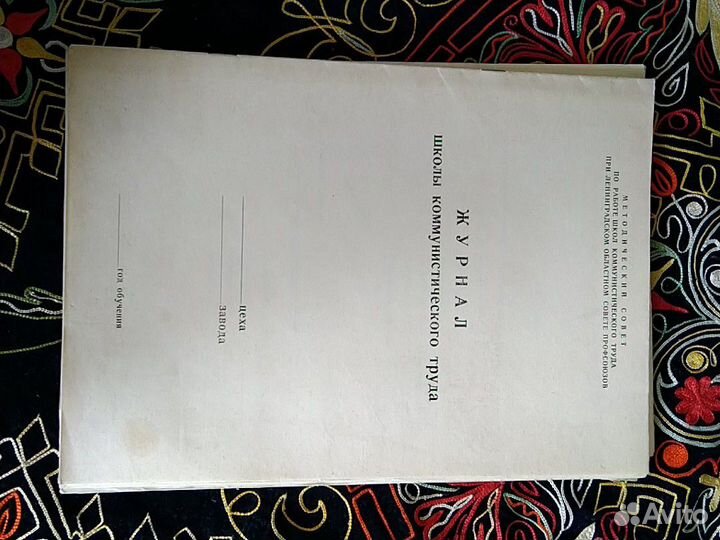 МЕТОДИЧЕСКИЙ СОВЕТ
ПО РАБОТЕ ШКОЛ КОММУНИСТИЧЕСКОГО ТРУДА
ПРИ ЛЕНИНГРАДСКОМ ОБЛАСТНОМ СОВЕТЕ ПРОФСОЮЗОВ
ЖУРНАЛ
школы коммунистического труда
цеха
завода
год обучения
Avito